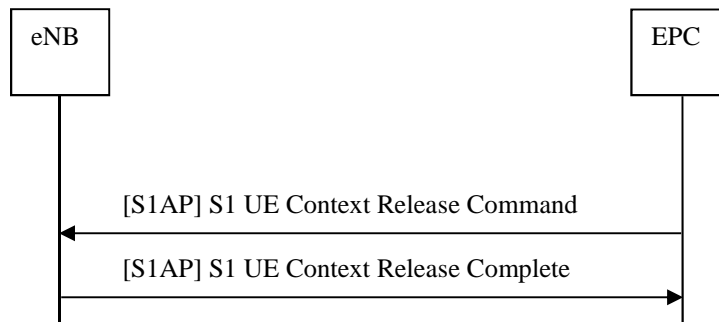 eNB
EPC
[S1AP] S1 UE Context Release Command
[S1AP] S1 UE Context Release Complete